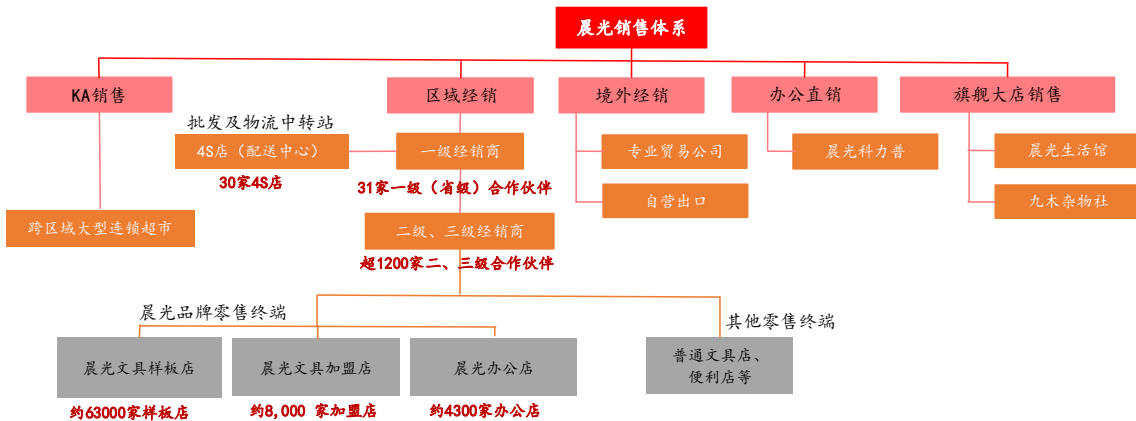 晨光销售体系
KA销售
区域经销
境外经销
办公直销
旗舰大店销售
批发及物流中转站
4S店（配送中心）
一级经销商
专业贸易公司
晨光科力普
晨光生活馆
30家4S店
31家一级（省级）合作伙伴
自营出口
九木杂物社
跨区域大型连锁超市
二级、三级经销商
超1200家二、三级合作伙伴
晨光品牌零售终端
其他零售终端
晨光文具样板店
晨光文具加盟店
晨光办公店
普通文具店、
便利店等
约63000家样板店
约8,000 家加盟店
约4300家办公店